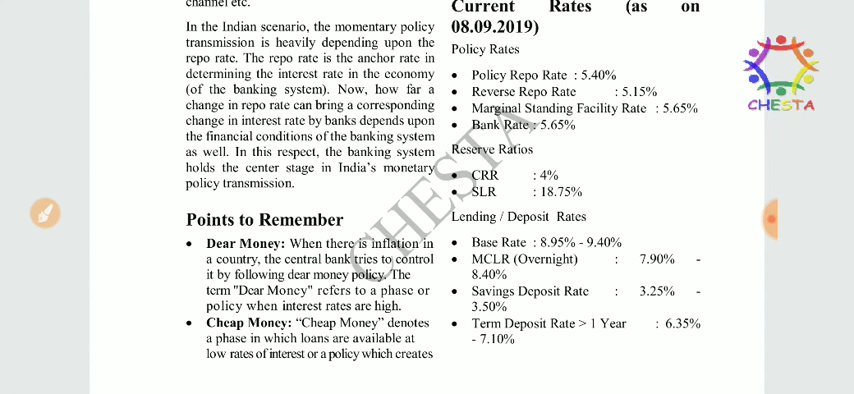 channel etc.
In the Indian scenario, the momentary policy
transmission is heavily depending upon the
repo rate. The repo rate is the anchor rate in
determining the interest rate in the economy
(of the banking system). Now, how far a
change in repo rate can bring a corresponding
change in interest rate by banks depends upon
the financial conditions of the banking system
as well. In this respect, the banking system
holds the center stage in India's monetary
policy transmission.
Points to Remember
• Dear Money: When there is inflation in
a country, the central bank tries to control
it by following dear money policy. The
term "Dear Money" refers to a phase or
policy when interest rates are high.
• Cheap Money: “Cheap Money” denotes
a phase in which loans are available at
low rates of interest or a policy which creates
Current Rates (as on
08.09.2019)
Policy Rates
• Policy Repo Rate : 5.40%
• Reverse Repo Rate : 5.15%
• Marginal Standing Facility Rate : 5.65%
• Bank Rate : 5.65%
Reserve Ratios
• CRR : 4%
• SLR : 18.75%
Lending / Deposit Rates
• Base Rate : 8.95% - 9.40%
• MCLR (Overnight) : 7.90% -
8.40%
• Savings Deposit Rate : 3.25% -
3.50%
• Term Deposit Rate > 1 Year : 6.35%
- 7.10%
CHESTA
CHESTA